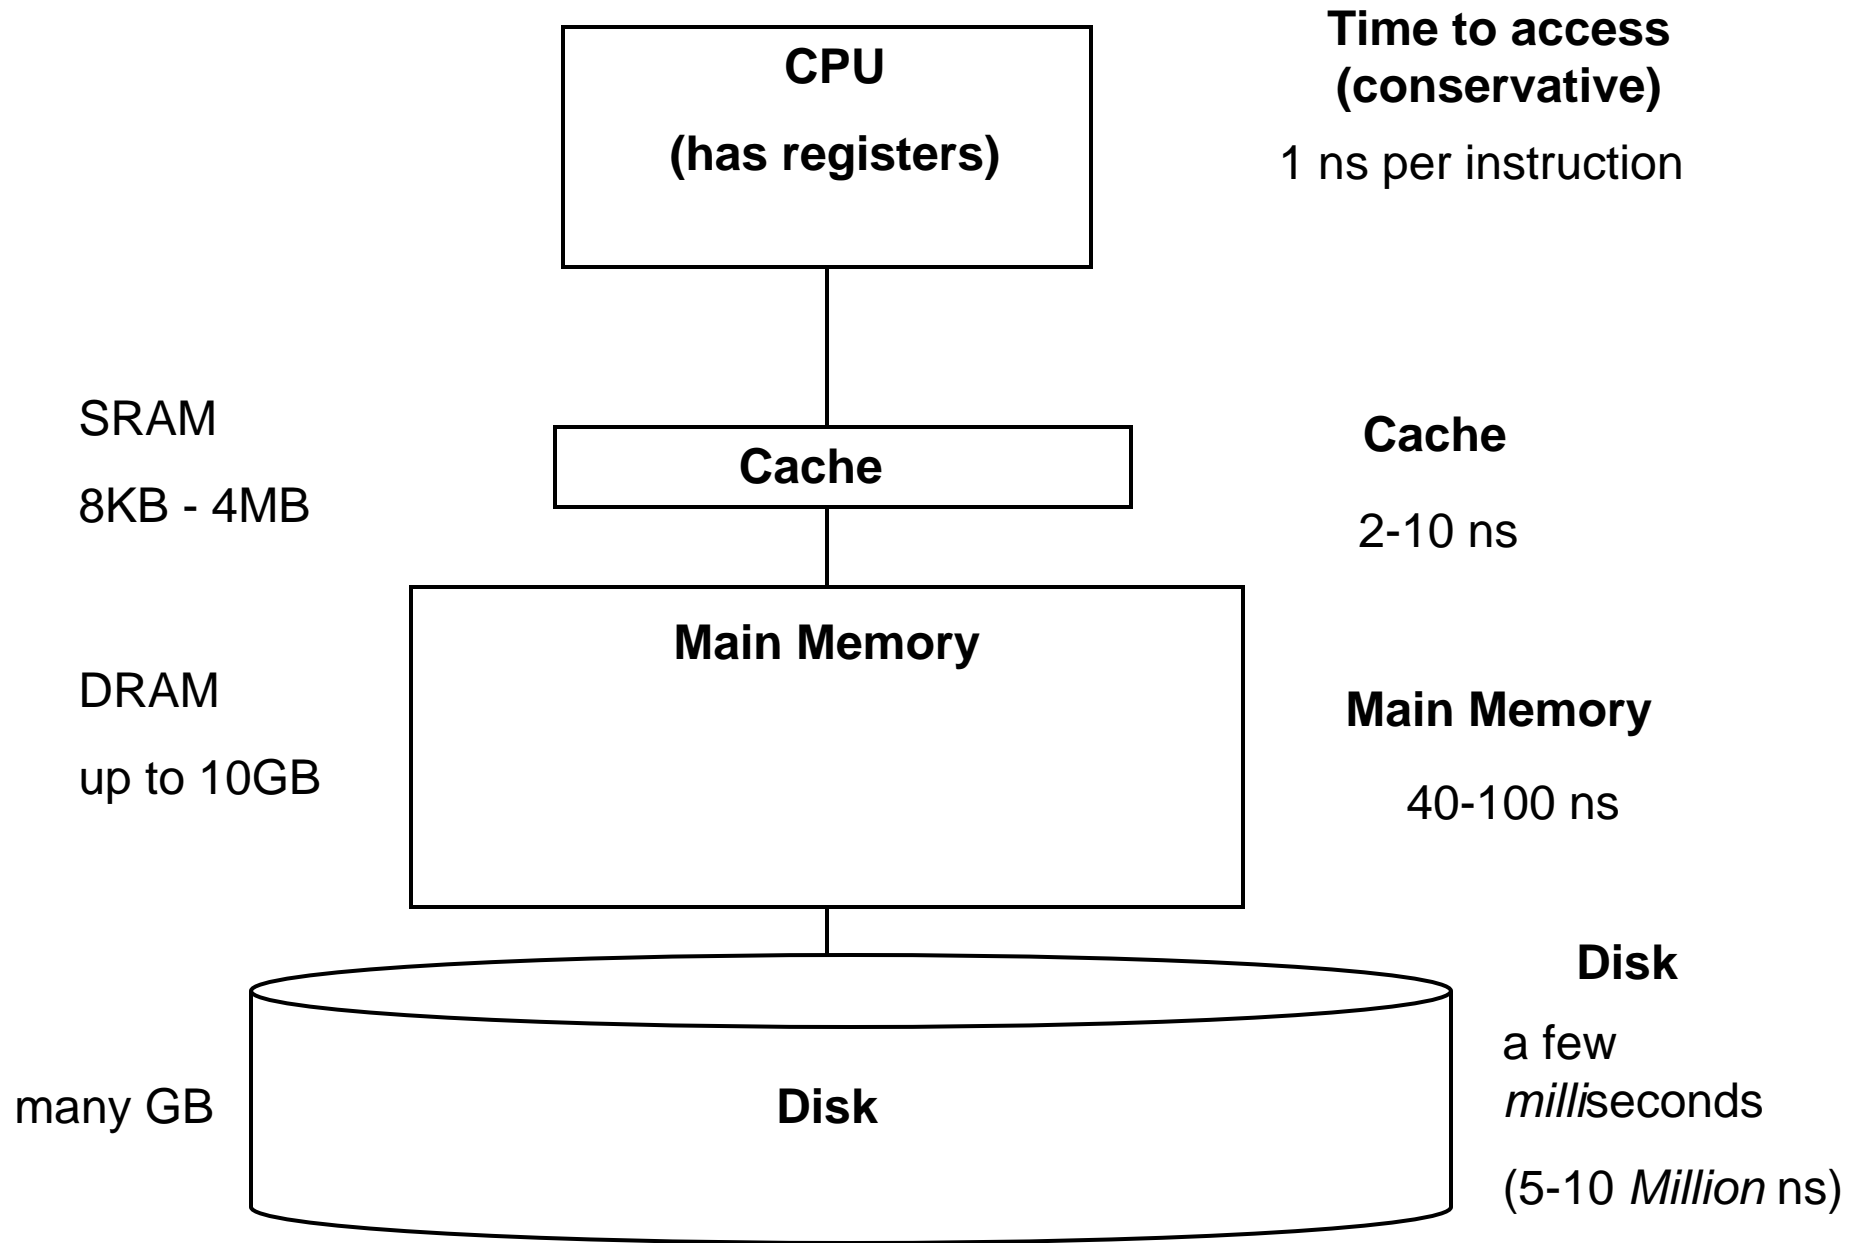 CPU
(has registers)
Time to access
(conservative)
1 ns per instruction
SRAM
8KB - 4MB
Cache
Cache
2-10 ns
Main Memory
DRAM
up to 10GB
Main Memory
40-100 ns
Disk
a few
milliseconds
(5-10 Million ns)
many GB
Disk